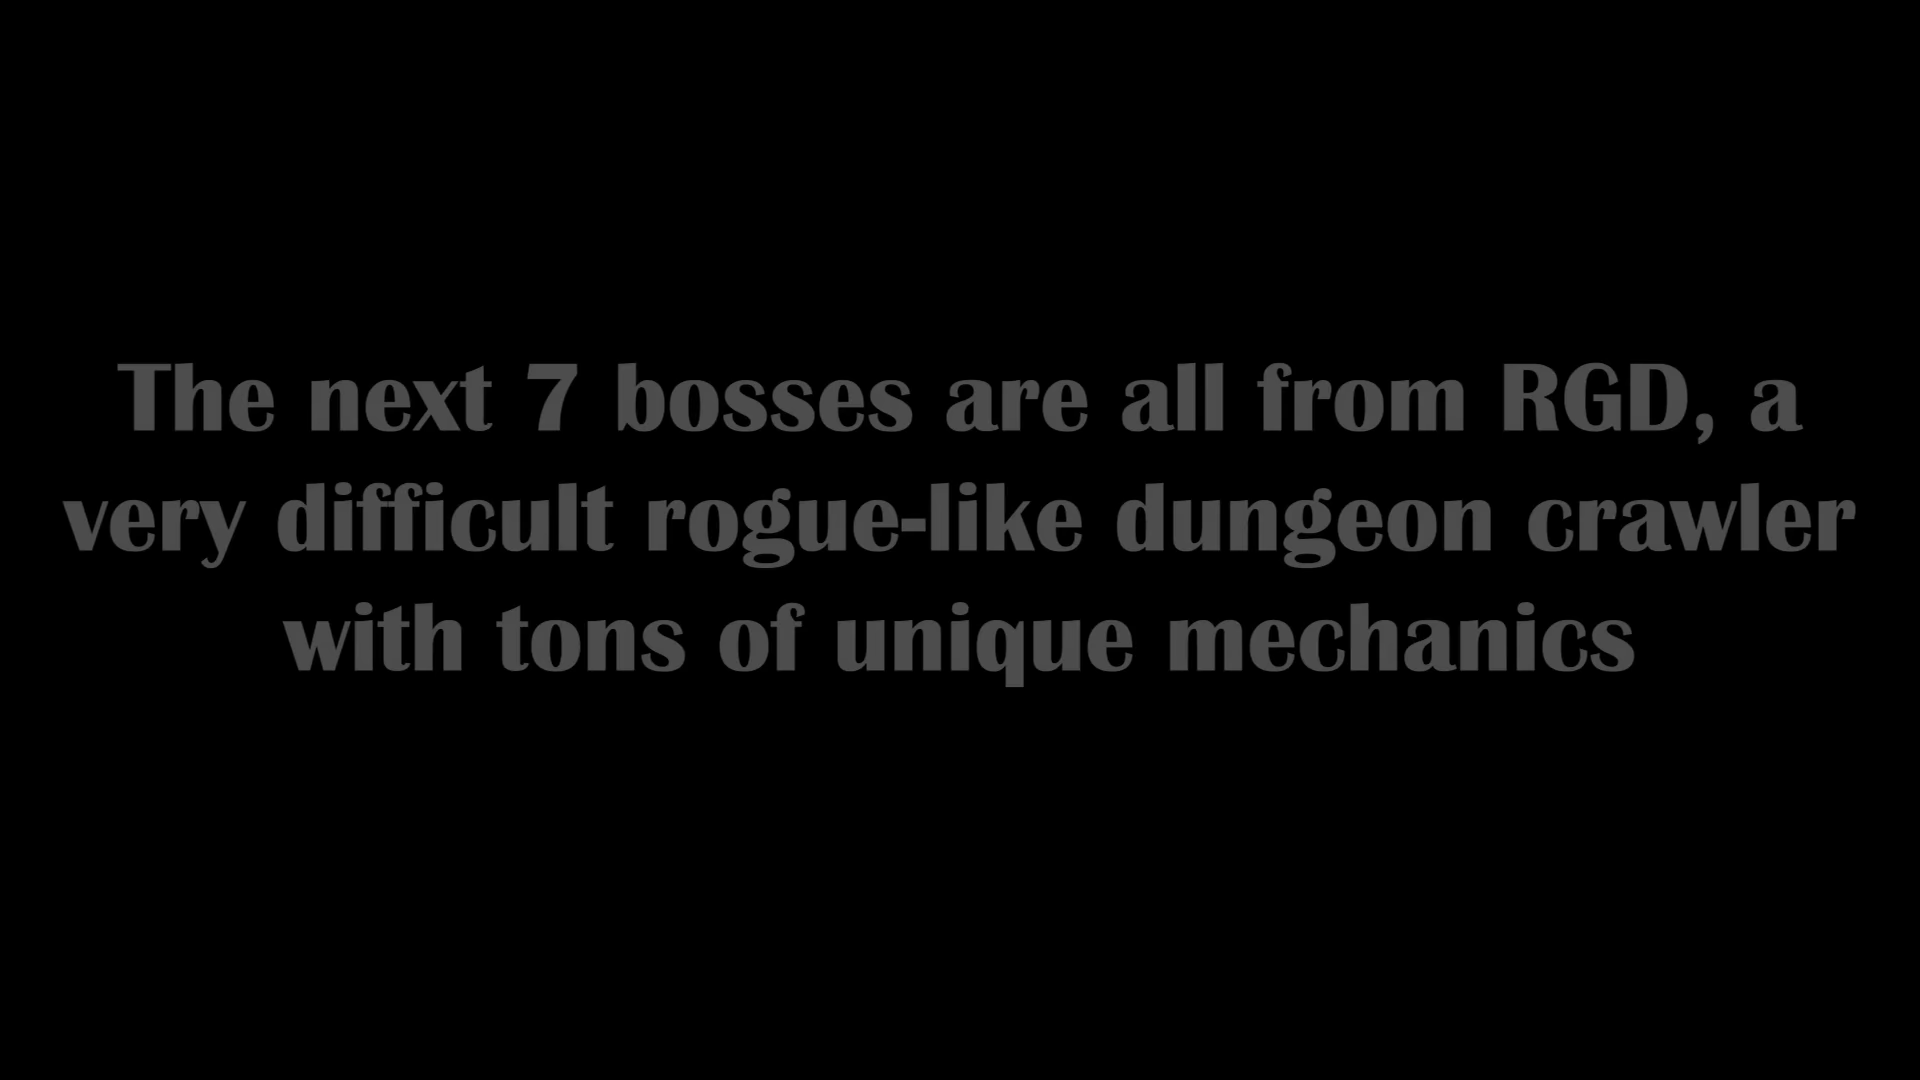 The next 7 bosses are all from RGD, a
very difficult rogue-like dungeon crawler
with tons of unique mechanics